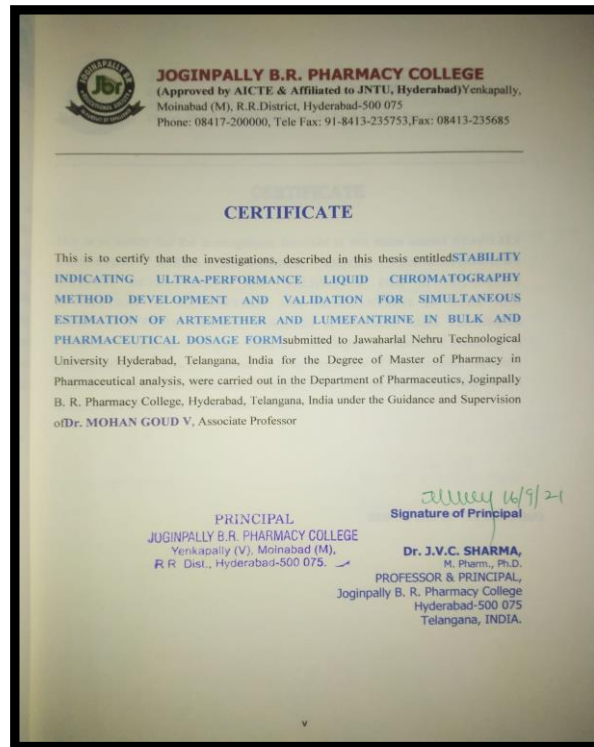 JOGINPALLY BR
Jbr
EDUCATIONAL SOCIETY
JOGINPALLY B.R. PHARMACY COLLEGE
(Approved by AICTE & Affiliated to JNTU, Hyderabad)Yenkapally,
Moinabad (M), R.R.District, Hyderabad-500 075
Phone: 08417-200000, Tele Fax: 91-8413-235753,Fax: 08413-235685
CERTIFICATE
This is to certify that the investigations, described in this thesis entitledSTABILITY
INDICATING ULTRA-PERFORMANCE LIQUID CHROMATOGRAPHY
METHOD DEVELOPMENT AND VALIDATION FOR SIMULTANEOUS
ESTIMATION OF ARTEMETHER AND LUMEFANTRINE IN BULK AND
PHARMACEUTICAL DOSAGE FORMsubmitted to Jawaharlal Nehru Technological
University Hyderabad, Telangana, India for the Degree of Master of Pharmacy in
Pharmaceutical analysis, were carried out in the Department of Pharmaceutics, Joginpally
B. R. Pharmacy College, Hyderabad, Telangana, India under the Guidance and Supervision
ofDr. MOHAN GOUD V, Associate Professor
16/9/21
Signature of Principal
PRINCIPAL
JUGINPALLY B.R. PHARMACY COLLEGE
Yenkapally (V), Moinabad (M),
R R Dist., Hyderabad-500 075.
Dr. J.V.C. SHARMA,
M. Pharm., Ph.D.
PROFESSOR & PRINCIPAL,
Joginpally B. R. Pharmacy College
Hyderabad-500 075
Telangana, INDIA.
v